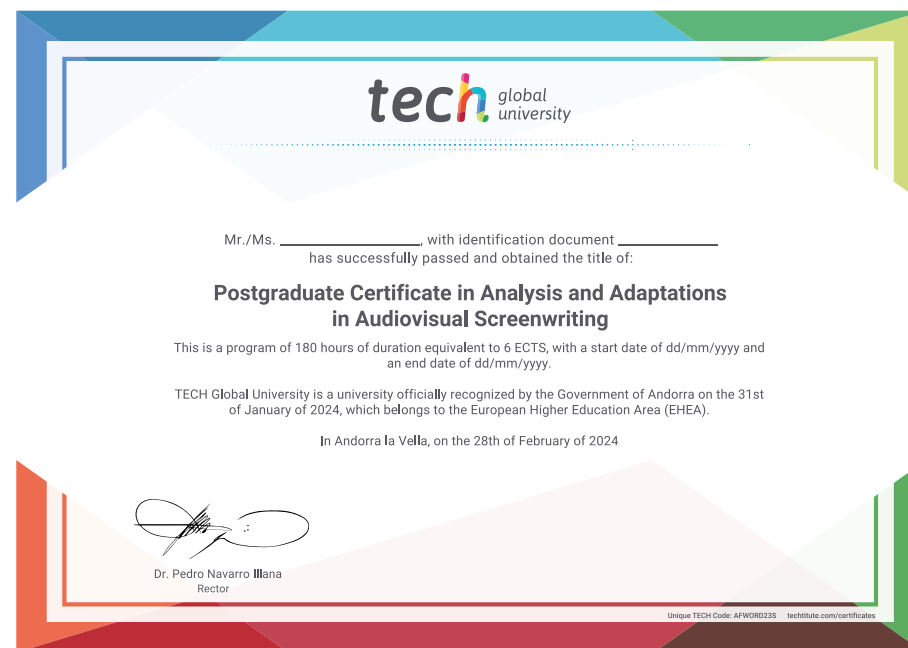 tech global
university
Mr./Ms. ____________________, with identification document ______________
has successfully passed and obtained the title of:
Postgraduate Certificate in Analysis and Adaptations
in Audiovisual Screenwriting
This is a program of 180 hours of duration equivalent to 6 ECTS, with a start date of dd/mm/yyyy and
an end date of dd/mm/yyyy.
TECH Global University is a university officially recognized by the Government of Andorra on the 31st
of January of 2024, which belongs to the European Higher Education Area (EHEA).
In Andorra la Vella, on the 28th of February of 2024
Dr. Pedro Navarro Illana
Rector
Unique TECH Code: AFWORD23S techtitute.com/certificates